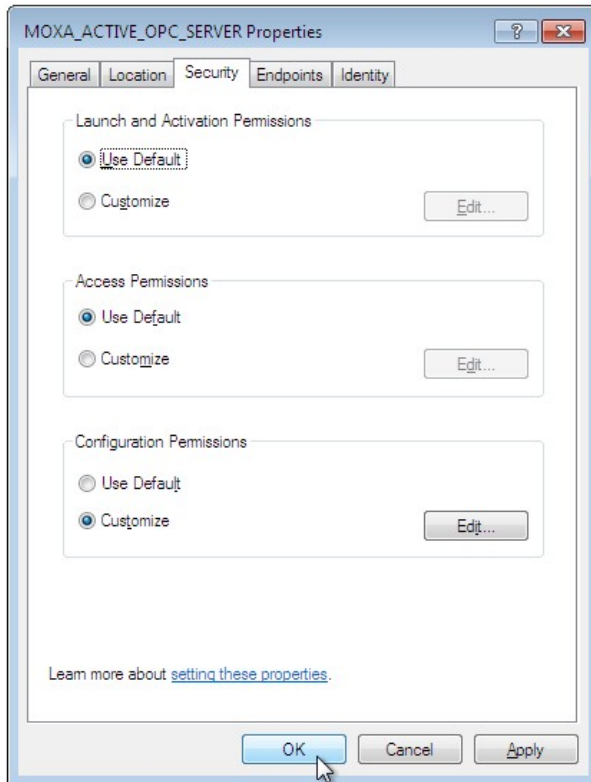 MOXA_ACTIVE_OPC_SERVER Properties
General Location Security Endpoints Identity
Launch and Activation Permissions
Use Default
Customize
Edit...
Access Permissions
Use Default
Customize
Edit...
Configuration Permissions
Use Default
Customize
Edit...
Learn more about setting these properties.
OK Cancel Apply